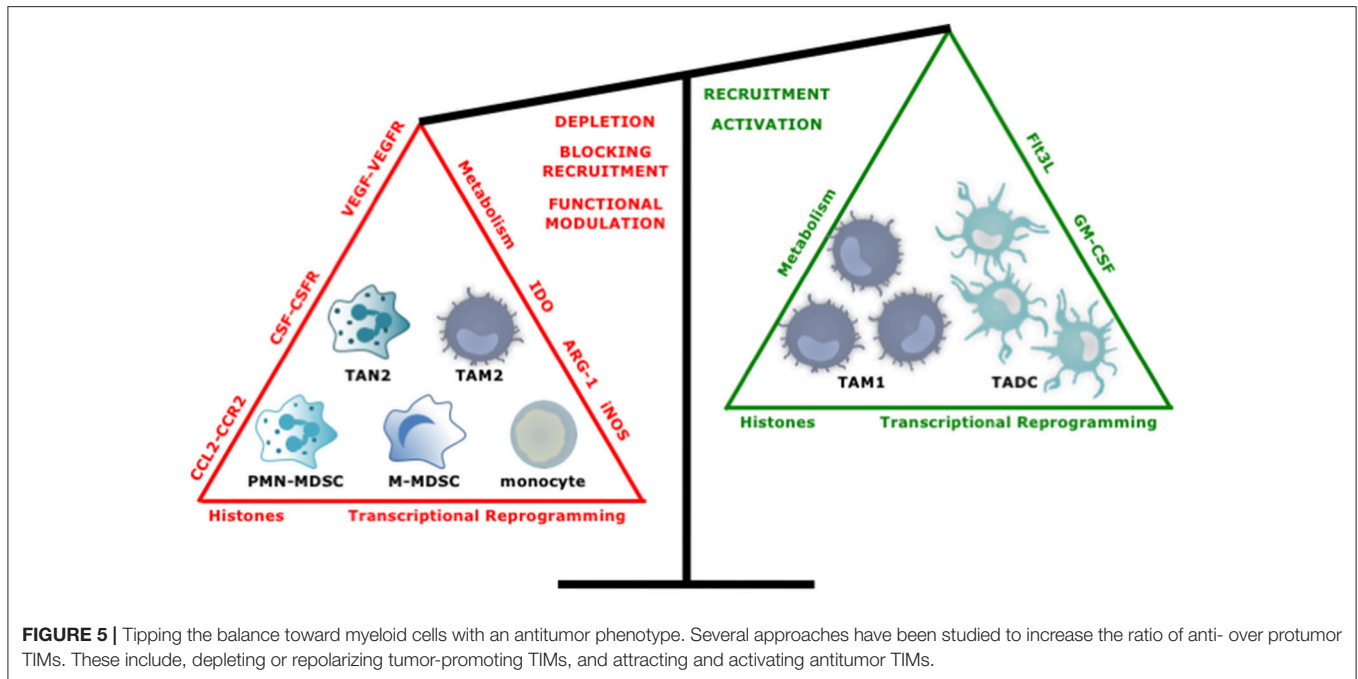 RECRUITMENT
ACTIVATION
DEPLETION
BLOCKING
RECRUITMENT
FUNCTIONAL
MODULATION
VEGF-VEGFR
CSF-CSFR
CCL2-CCR2
Metabolism
IDO
ARG-1
iNOS
TAN2
TAM2
PMN-MDSC
M-MDSC
monocyte
Histones
Transcriptional Reprogramming
Metabolism
Flt3L
GM-CSF
TAM1
TADC
Histones
Transcriptional Reprogramming
FIGURE 5 | Tipping the balance toward myeloid cells with an antitumor phenotype. Several approaches have been studied to increase the ratio of anti- over protumor
TIMs. These include, depleting or repolarizing tumor-promoting TIMs, and attracting and activating antitumor TIMs.